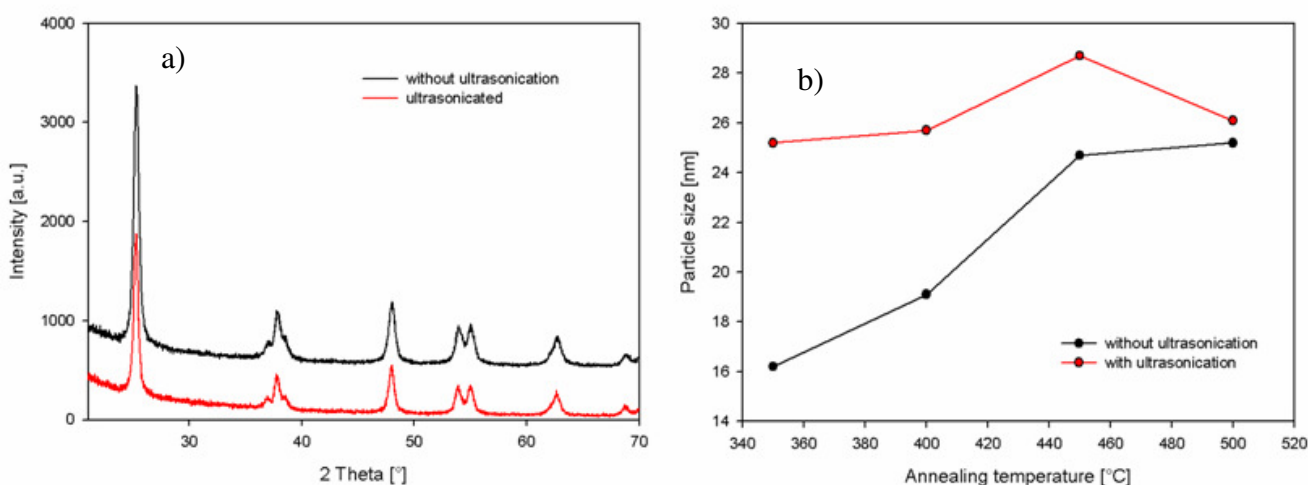 a)
without ultrasonication
ultrasonicated
Intensity [a.u.]
4000
3000
2000
1000
0
30 40 50 60 70
2 Theta [°]
b)
without ultrasonication
with ultrasonication
Particle size [nm]
30
28
26
24
22
20
18
16
14
340 360 380 400 420 440 460 480 500 520
Annealing temperature [°C]